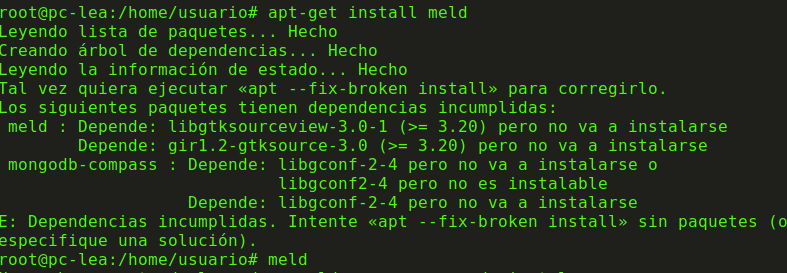 root@pc-lea:/home/usuario# apt-get install meld
Leyendo lista de paquetes... Hecho
Creando árbol de dependencias... Hecho
Leyendo la información de estado... Hecho
Tal vez quiera ejecutar «apt --fix-broken install» para corregirlo.
Los siguientes paquetes tienen dependencias incumplidas:
 meld : Depende: libgtksourceview-3.0-1 (>= 3.20) pero no va a instalarse
        Depende: gir1.2-gtksource-3.0 (>= 3.20) pero no va a instalarse
 mongodb-compass : Depende: libgconf-2-4 pero no va a instalarse o
                            libgconf2-4 pero no es instalable
                   Depende: libgconf-2-4 pero no va a instalarse
E: Dependencias incumplidas. Intente «apt --fix-broken install» sin paquetes (o
especifique una solución).
root@pc-lea:/home/usuario# meld